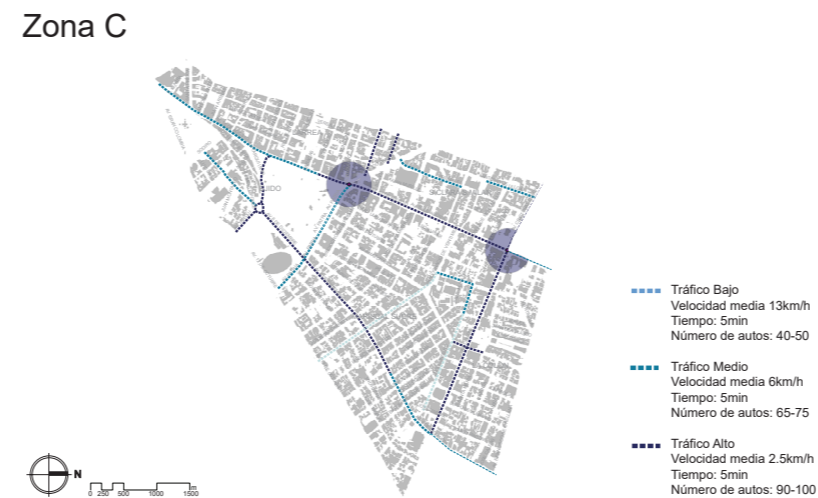 Zona C
Tráfico Bajo
Velocidad media 13km/h
Tiempo: 5min
Número de autos: 40-50
Tráfico Medio
Velocidad media 6km/h
Tiempo: 5min
Número de autos: 65-75
Tráfico Alto
Velocidad media 2.5km/h
Tiempo: 5min
Número de autos: 90-100
N
0 250 500 1000 1500